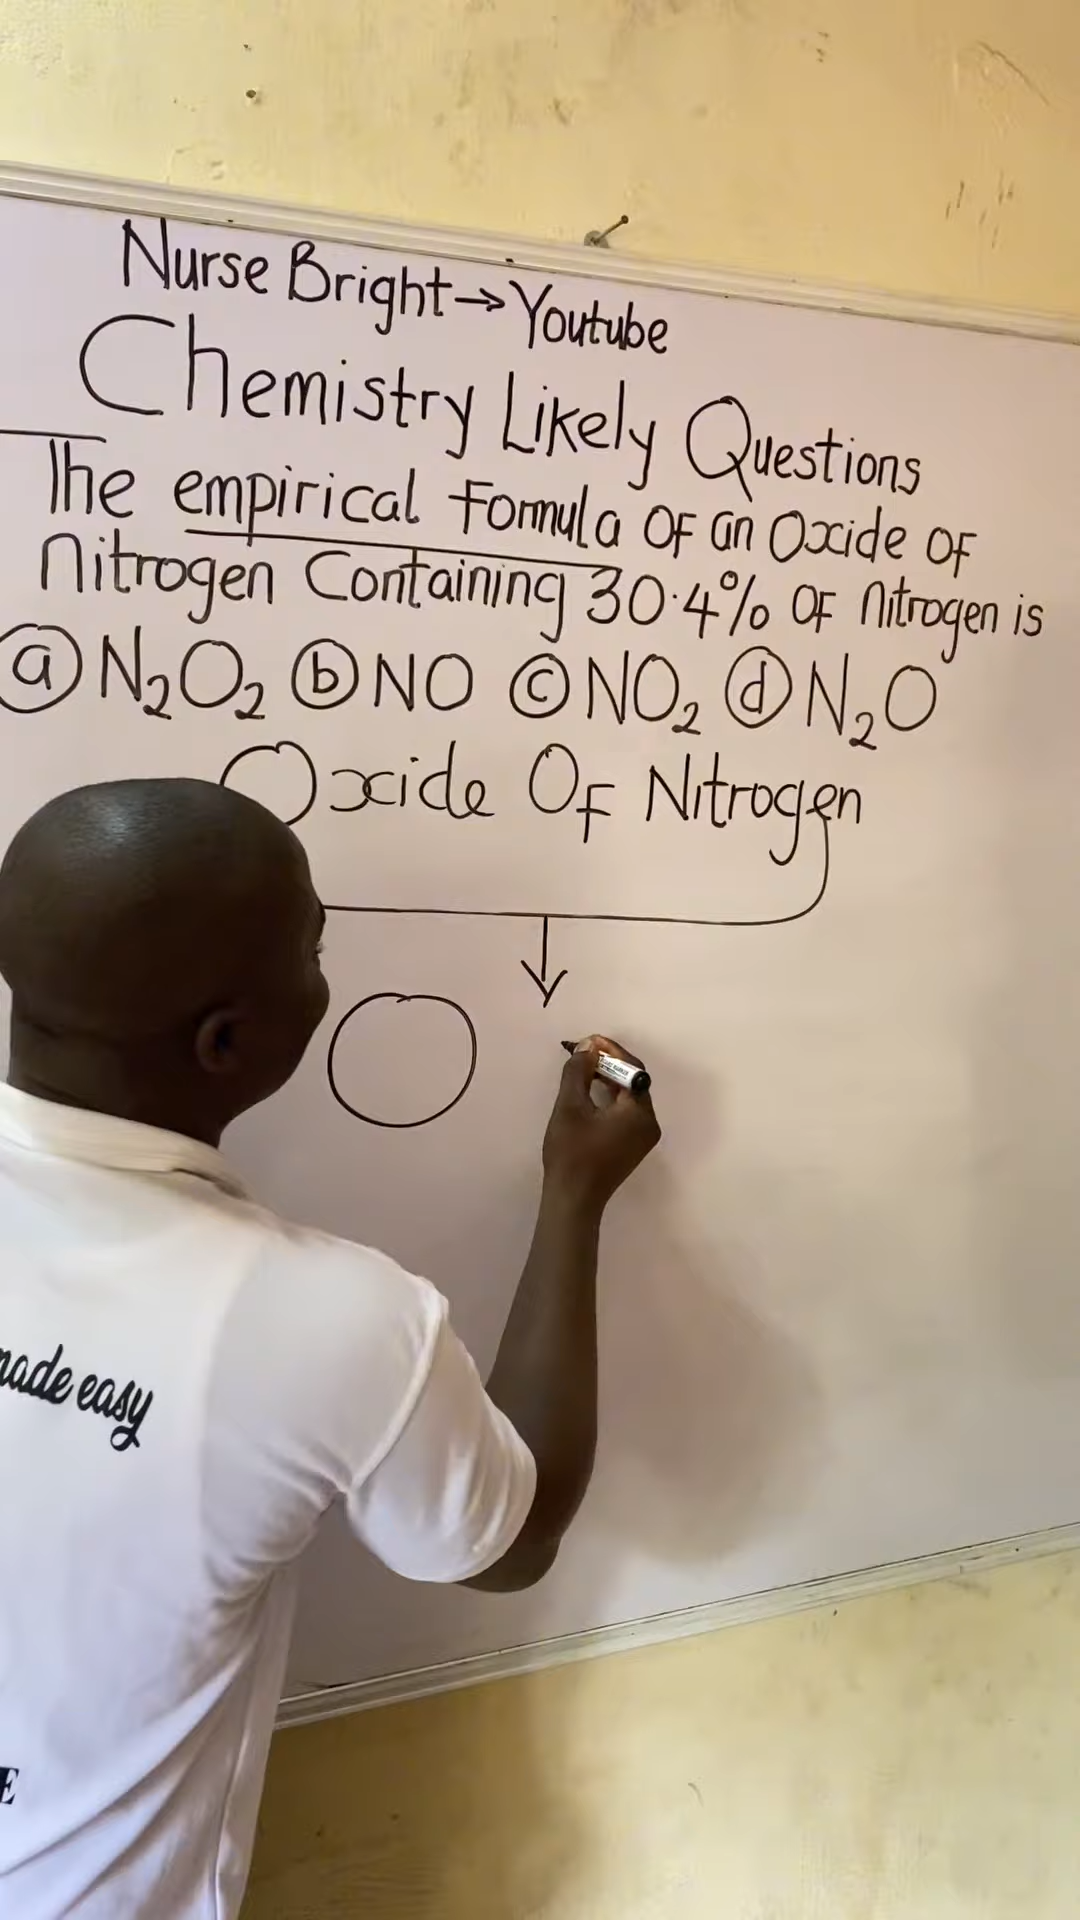 Nurse Bright → Youtube
Chemistry Likely Questions
The empirical Formula OF an Oxide OF
Nitrogen Containing 30.4% OF Nitrogen is
(a) N₂O₂ (b) NO (c) NO₂ (d) N₂O
Oxide OF Nitrogen
made easy
E